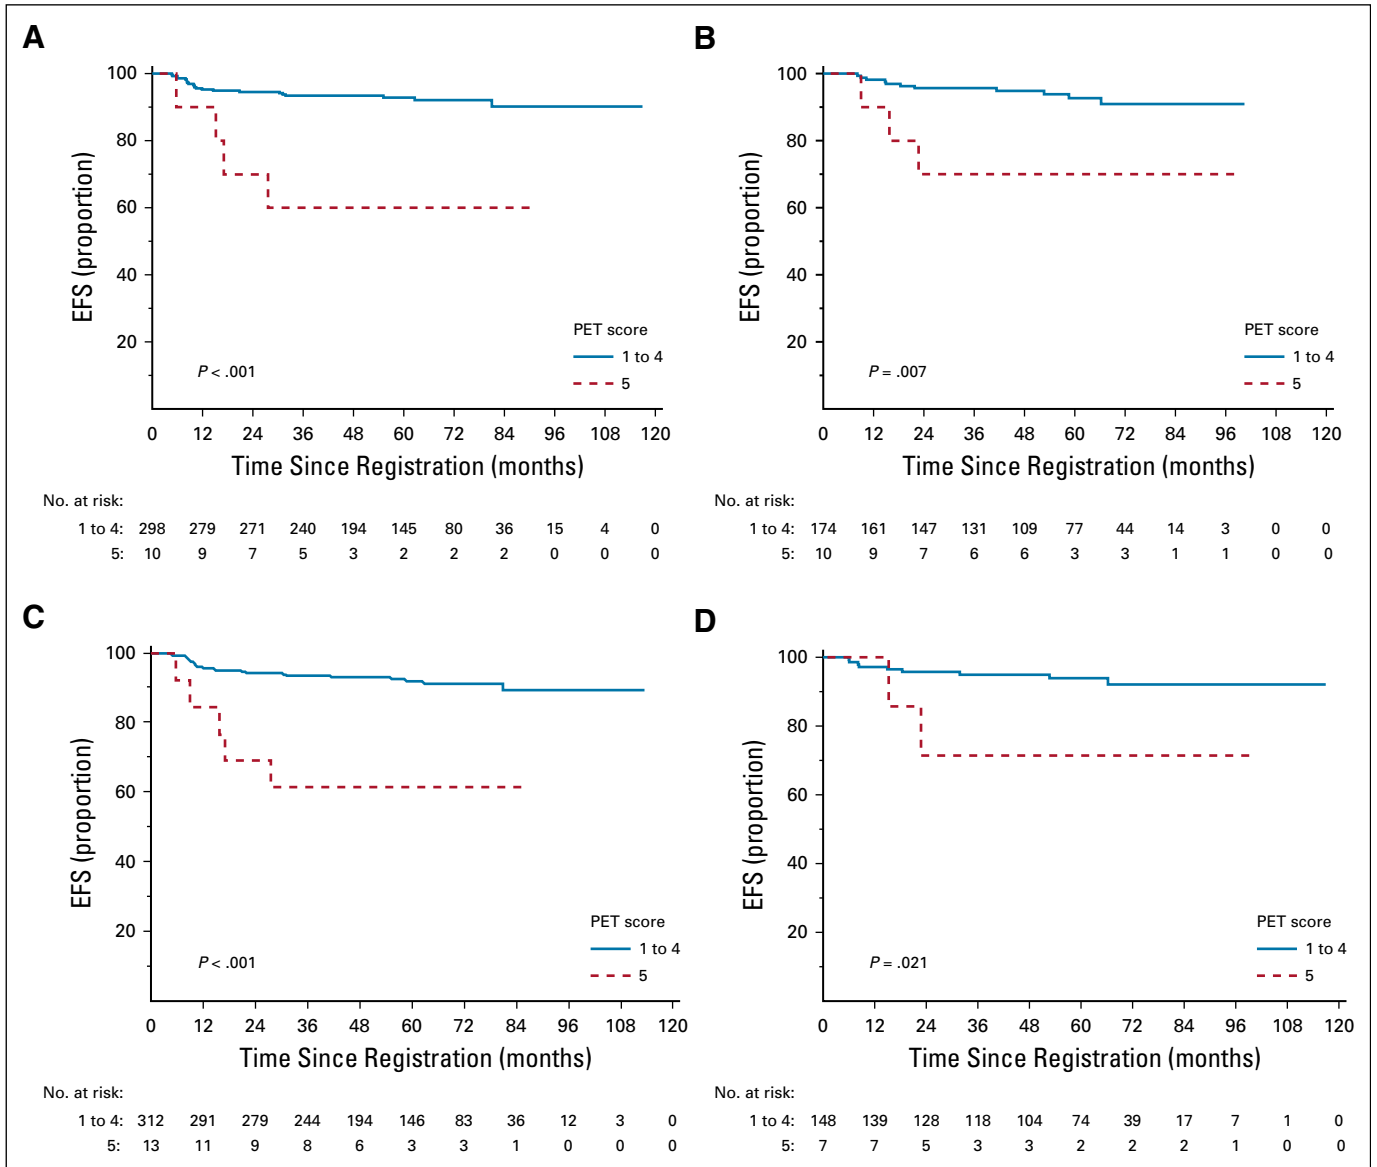 A
100
80
60
40
20
EFS (proportion)
PET score
1 to 4
5
P < .001
0 12 24 36 48 60 72 84 96 108 120
Time Since Registration (months)
No. at risk:
1 to 4: 298 279 271 240 194 145 80 36 15 4 0
5: 10 9 7 5 3 2 2 2 0 0 0
B
100
80
60
40
20
EFS (proportion)
PET score
1 to 4
5
P = .007
0 12 24 36 48 60 72 84 96 108 120
Time Since Registration (months)
No. at risk:
1 to 4: 174 161 147 131 109 77 44 14 3 0 0
5: 10 9 7 6 6 3 3 1 1 0 0
C
100
80
60
40
20
EFS (proportion)
PET score
1 to 4
5
P < .001
0 12 24 36 48 60 72 84 96 108 120
Time Since Registration (months)
No. at risk:
1 to 4: 312 291 279 244 194 146 83 36 12 3 0
5: 13 11 9 8 6 3 3 1 0 0 0
D
100
80
60
40
20
EFS (proportion)
PET score
1 to 4
5
P = .021
0 12 24 36 48 60 72 84 96 108 120
Time Since Registration (months)
No. at risk:
1 to 4: 148 139 128 118 104 74 39 17 7 1 0
5: 7 7 5 3 3 2 2 2 1 0 0